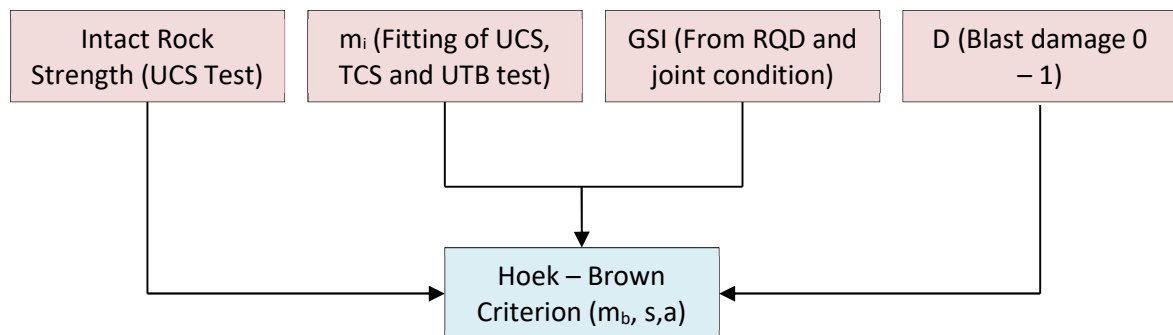 Intact Rock
Strength (UCS Test)
mᵢ (Fitting of UCS,
TCS and UTB test)
GSI (From RQD and
joint condition)
D (Blast damage 0
– 1)
Hoek – Brown
Criterion (m_b, s,a)